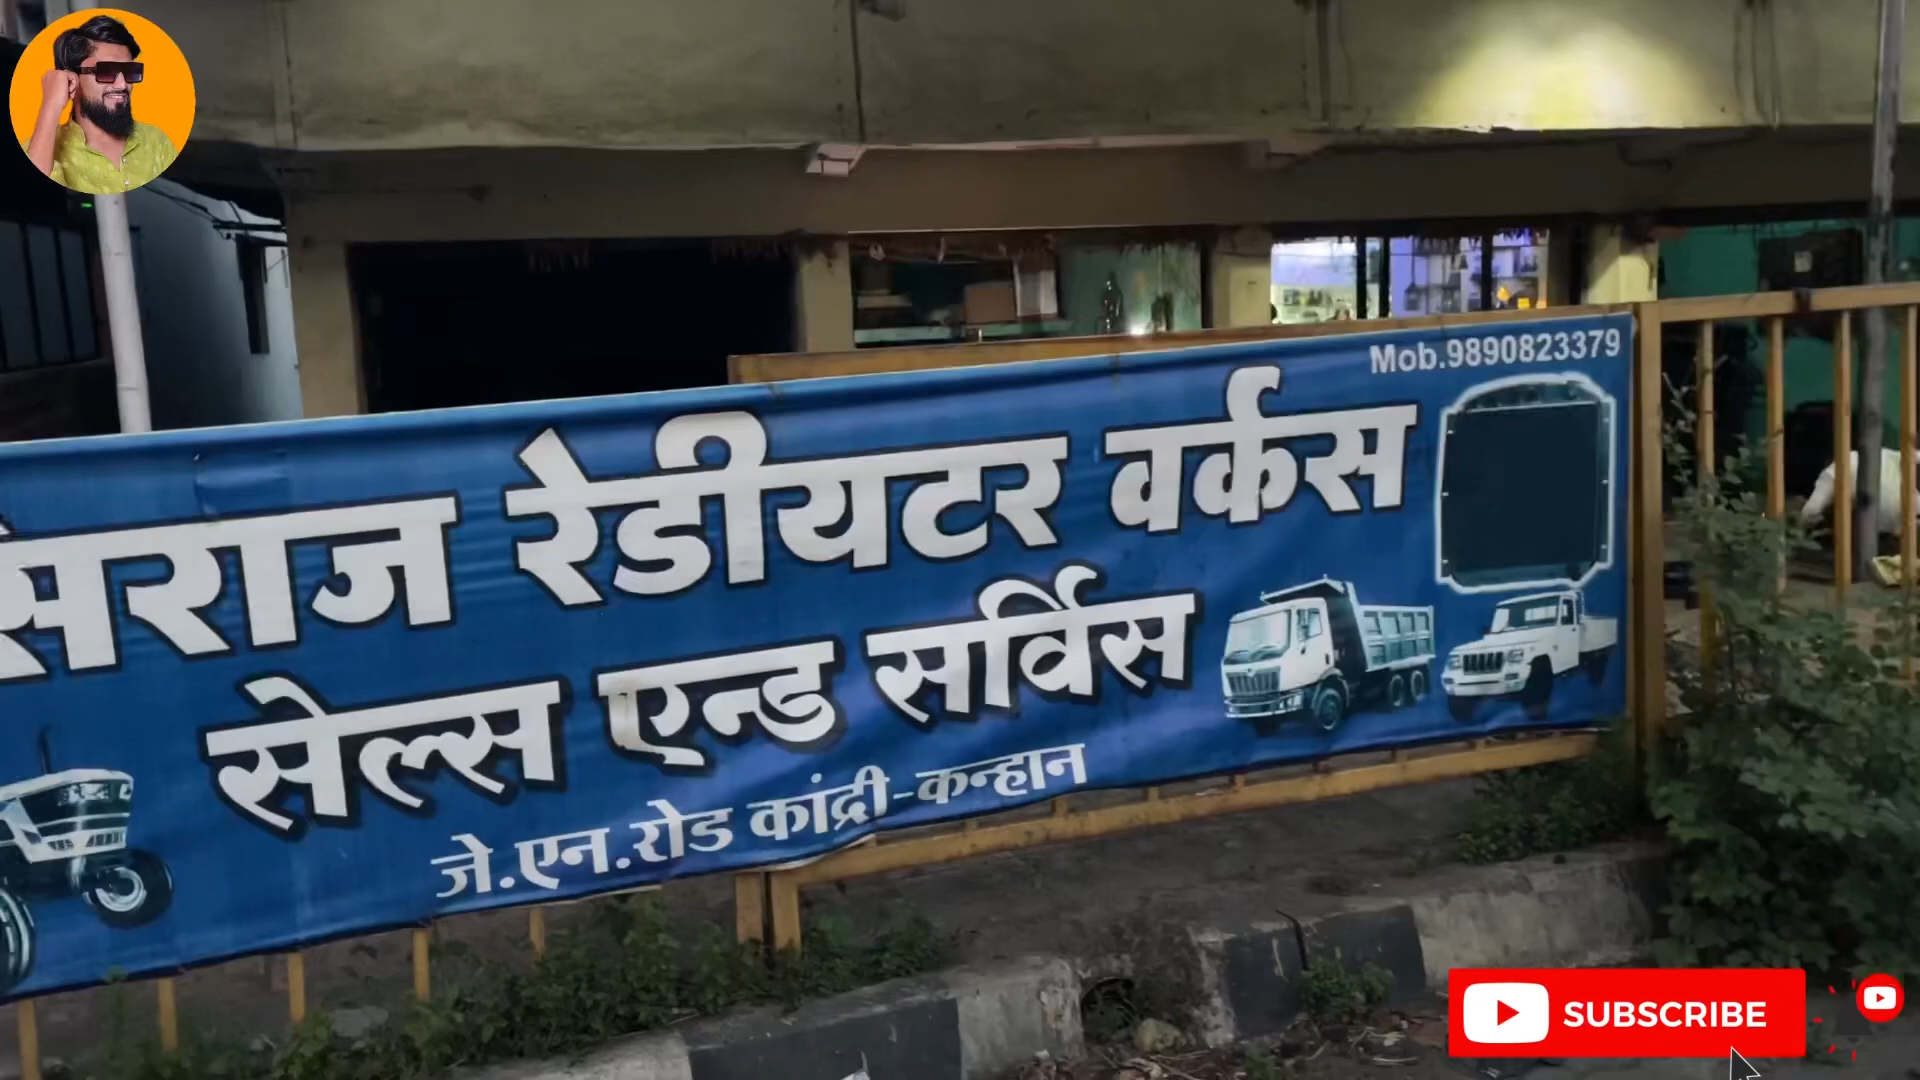 Mob.9890823379
रेडीयटर वर्कस
सेल्स एन्ड सर्विस
जे.एन.रोड कांद्री-कन्हान
SUBSCRIBE